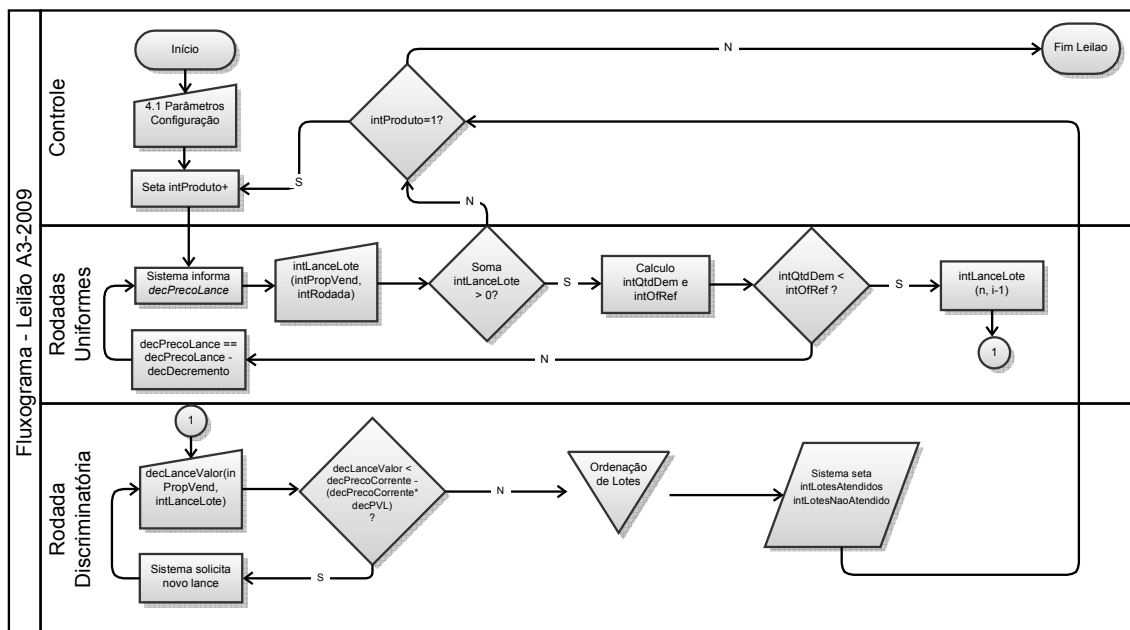 Fluxograma - Leilão A3-2009
Controle
Início
4.1 Parâmetros
Configuração
Seta intProduto+
S
intProduto=1?
N
Fim Leilao
N
Rodadas
Uniformes
Sistema informa
decPrecoLance
intLanceLote
(intPropVend,
intRodada)
Soma
intLanceLote
> 0?
S
Calculo
intQtdDem e
intOfRef
intQtdDem <
intOfRef ?
S
intLanceLote
(n, i-1)
1
N
decPrecoLance ==
decPrecoLance -
decDecremento
Rodada
Discriminatória
1
decLanceValor(in
PropVend,
intLanceLote)
decLanceValor <
decPrecoCorrente -
(decPrecoCorrente*
decPVL)
?
N
Ordenação
de Lotes
Sistema seta
intLotesAtendidos
intLotesNaoAtendido
S
Sistema solicita
novo lance